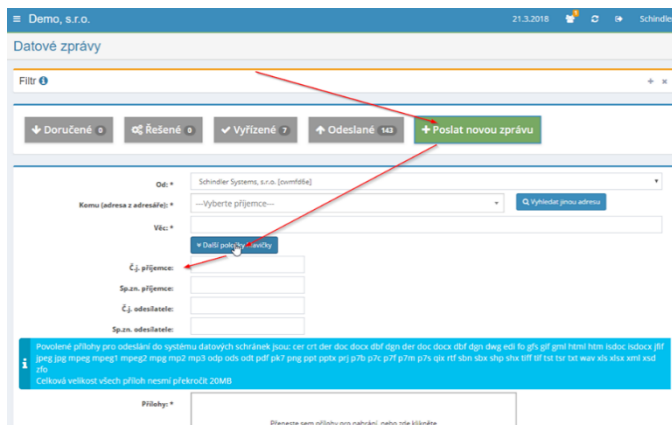 Demo, s.r.o. 21.3.2018 Schindler
Datové zprávy
Filtr
Doručené 0 Řešené 0 Vyřízené 7 Odeslané 143 + Poslat novou zprávu
Od: * Schindler Systems, s.r.o. [cwmfd6e]
Komu (adresa z adresáře): * ---Vyberte příjemce--- Vyhledat jinou adresu
Věc: *
Další položky hlavičky
Č.j. příjemce:
Sp.zn. příjemce:
Č.j. odesílatele:
Sp.zn. odesílatele:
Povolené přílohy pro odeslání do systému datových schránek jsou: cer crt der doc docx dbf dgn der doc docx dbf dgn dwg edi fo gfs gif gml html htm isdoc isdocx jfif
jpeg jpg mpeg mpeg1 mpeg2 mpg mp2 mp3 odp ods odt pdf pk7 png ppt pptx prj p7b p7c p7f p7m p7s qix rtf sbn sbx shp shx tiff tif tst tsr txt wav xls xlsx xml xsd
zfo
Celková velikost všech příloh nesmí překročit 20MB
Přílohy: *
Přeneste sem přílohy pro nahrání, nebo zde klikněte